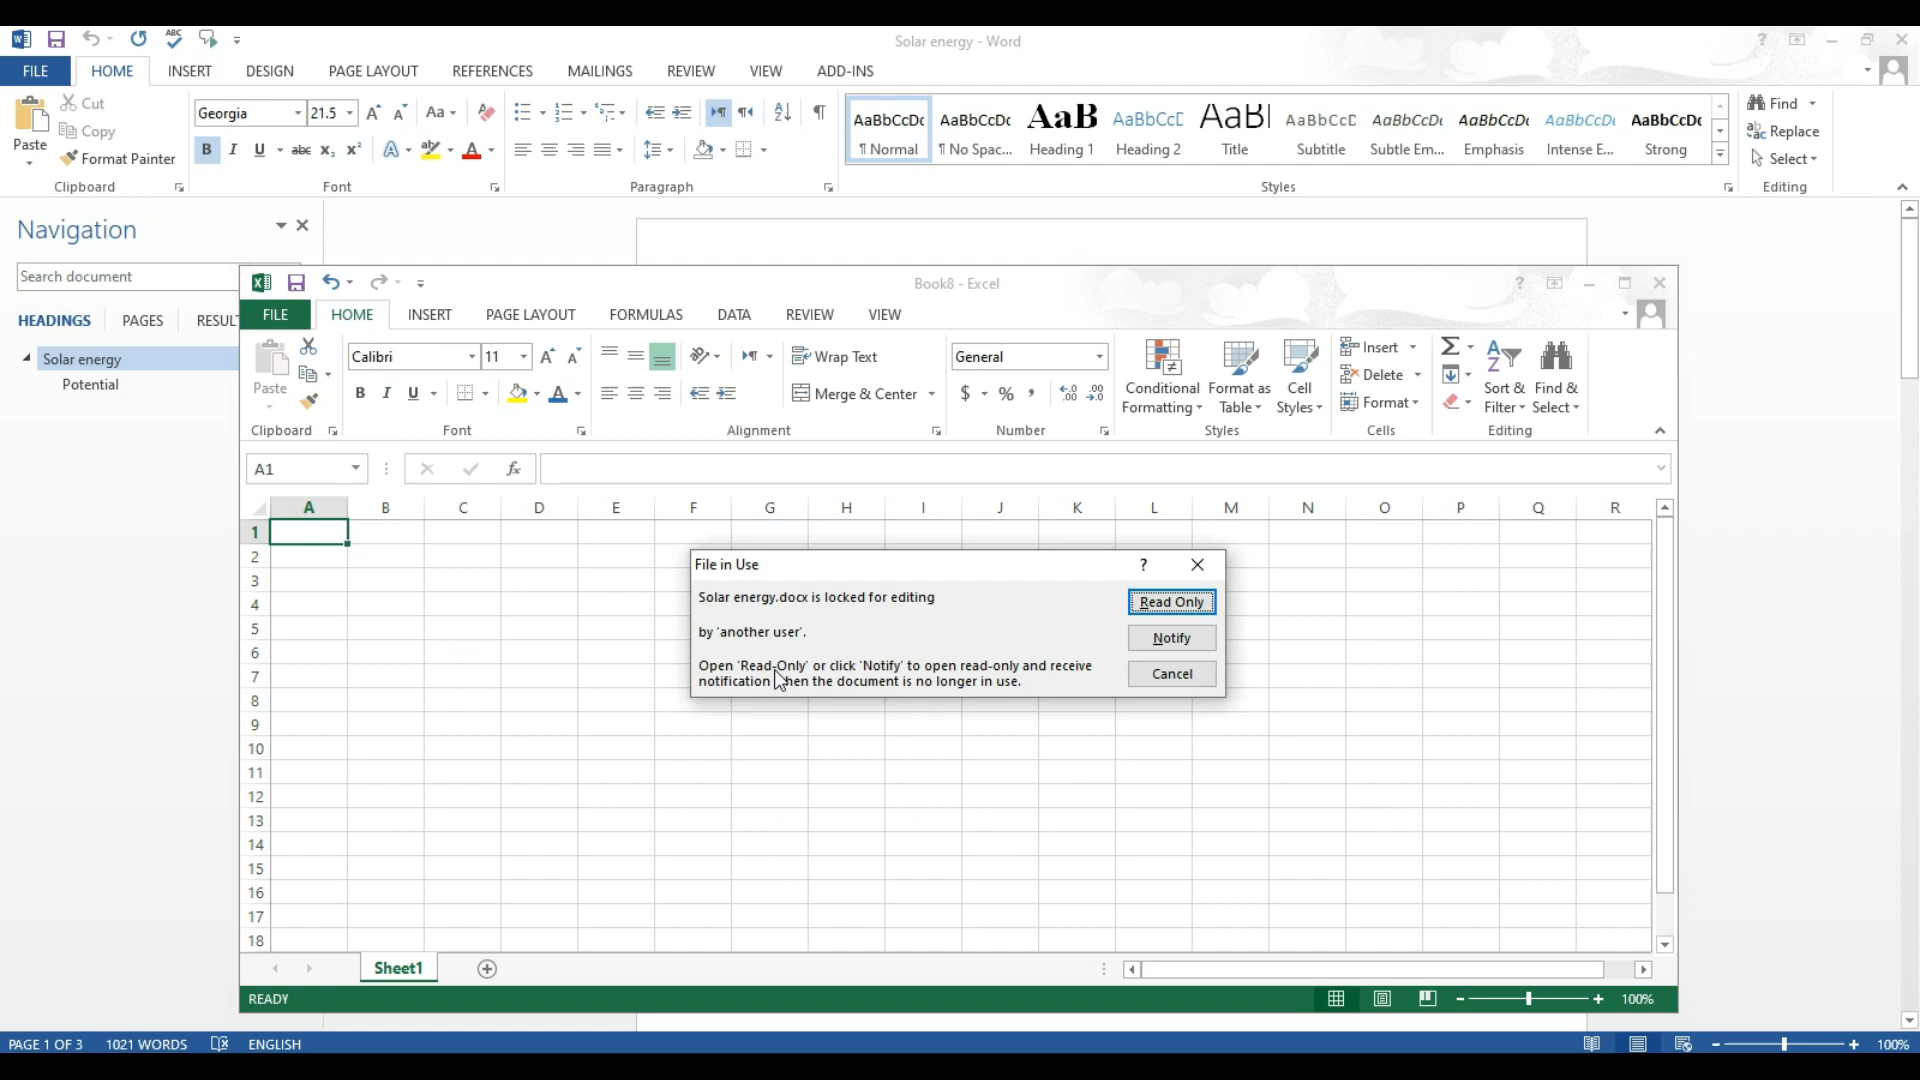 Solar energy - Word
FILE HOME INSERT DESIGN PAGE LAYOUT REFERENCES MAILINGS REVIEW VIEW ADD-INS
Paste
Cut
Copy
Format Painter
Clipboard
Georgia 21.5
Font
Paragraph
AaBbCcDc AaBbCcDc AaB AaBbCcC AaBl AaBbCcD AaBbCcDc AaBbCcDc AaBbCcDc AaBbCcDc
¶ Normal ¶ No Spac... Heading 1 Heading 2 Title Subtitle Subtle Em... Emphasis Intense E... Strong
Styles
Find
Replace
Select
Editing
Navigation
Search document
HEADINGS PAGES RESULT
Solar energy
Potential
Book8 - Excel
FILE HOME INSERT PAGE LAYOUT FORMULAS DATA REVIEW VIEW
Paste
Clipboard
Calibri 11
B I U
Font
Wrap Text
Merge & Center
Alignment
General
$ % ,
Number
Conditional Formatting
Format as Table
Cell Styles
Styles
Insert
Delete
Format
Cells
Sort & Filter
Find & Select
Editing
A1
fx
A B C D E F G H I J K L M N O P Q R
1
2
3
4
5
6
7
8
9
10
11
12
13
14
15
16
17
18
File in Use
Solar energy.docx is locked for editing
by 'another user'.
Open 'Read-Only' or click 'Notify' to open read-only and receive
notification when the document is no longer in use.
Read Only
Notify
Cancel
Sheet1
READY
100%
PAGE 1 OF 3 1021 WORDS ENGLISH
100%